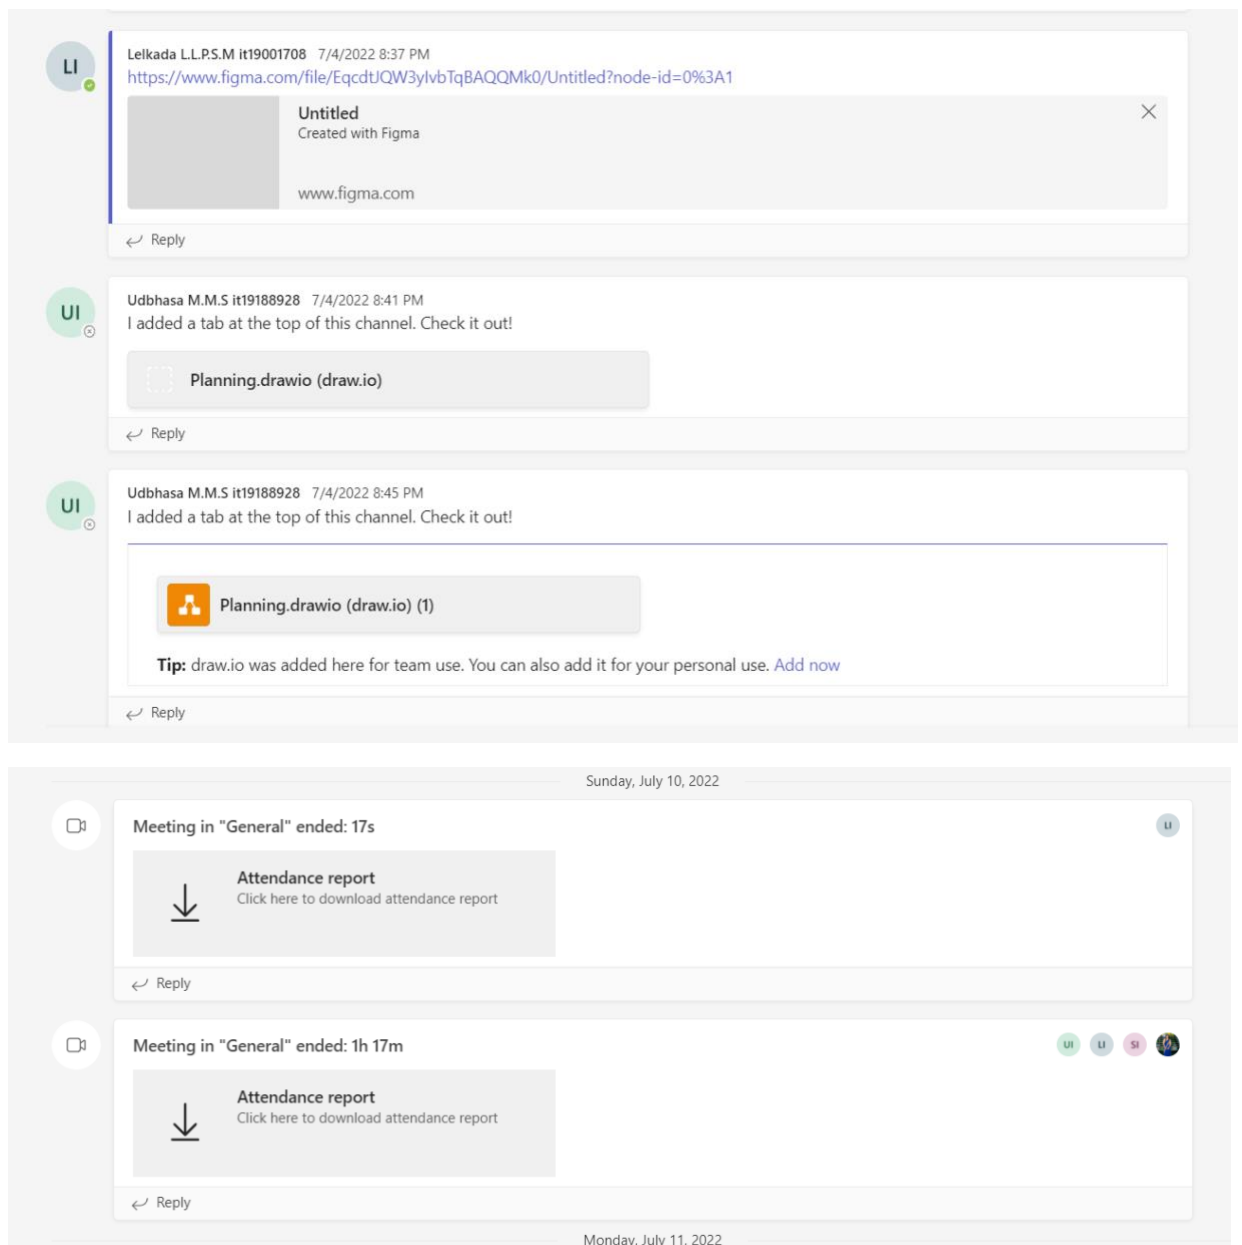 LI
Lelkada L.L.P.S.M it19001708 7/4/2022 8:37 PM
https://www.figma.com/file/EqcdtJQW3yIvbTqBAQQMk0/Untitled?node-id=0%3A1
Untitled
Created with Figma
www.figma.com
Reply
UI
Udbhasa M.M.S it19188928 7/4/2022 8:41 PM
I added a tab at the top of this channel. Check it out!
Planning.drawio (draw.io)
Reply
UI
Udbhasa M.M.S it19188928 7/4/2022 8:45 PM
I added a tab at the top of this channel. Check it out!
Planning.drawio (draw.io) (1)
Tip: draw.io was added here for team use. You can also add it for your personal use. Add now
Reply
Sunday, July 10, 2022
Meeting in "General" ended: 17s
LI
Attendance report
Click here to download attendance report
Reply
Meeting in "General" ended: 1h 17m
UI LI SI
Attendance report
Click here to download attendance report
Reply
Monday, July 11, 2022